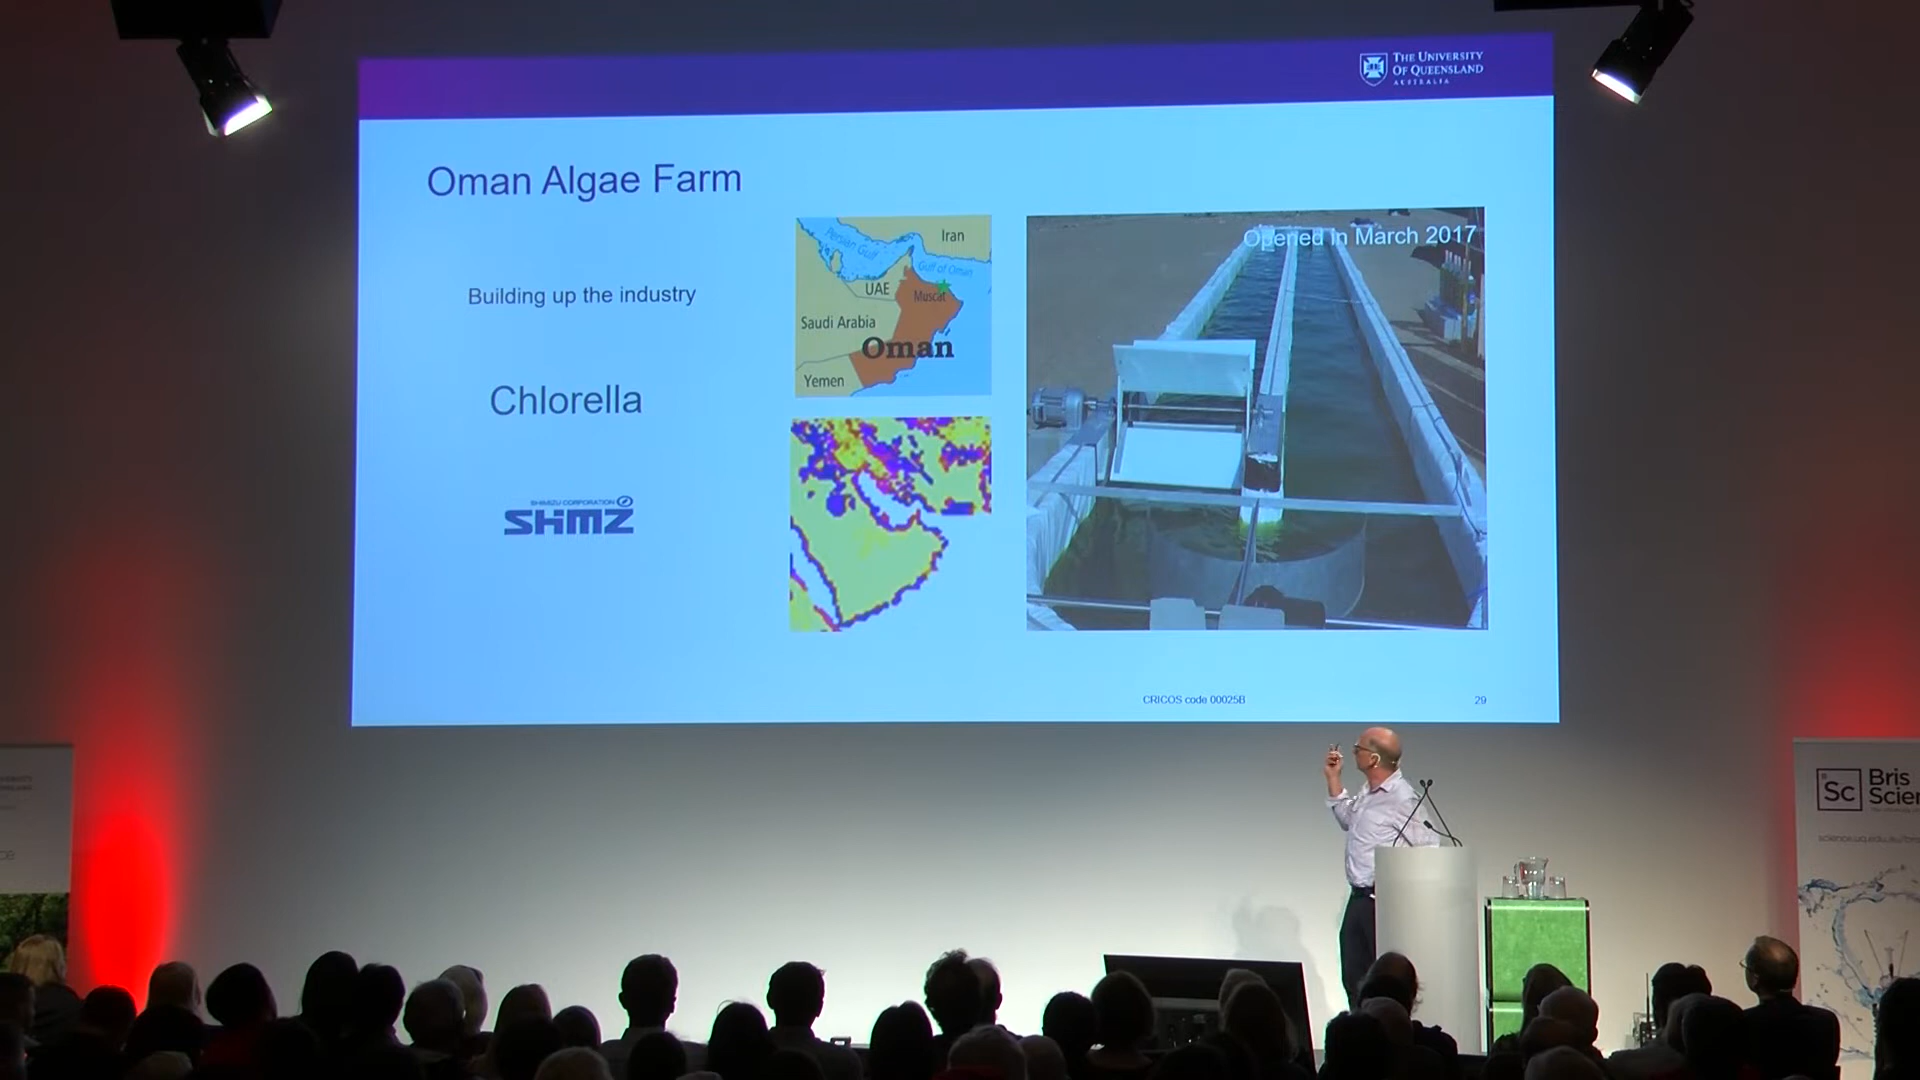 THE UNIVERSITY
OF QUEENSLAND
AUSTRALIA
Oman Algae Farm
Building up the industry
Chlorella
SHIMIZU CORPORATION
SHIMZ
Persian Gulf
Iran
Gulf of Oman
UAE
Muscat
Saudi Arabia
Oman
Yemen
Opened in March 2017
CRICOS code 00025B
29
Sc
Bris